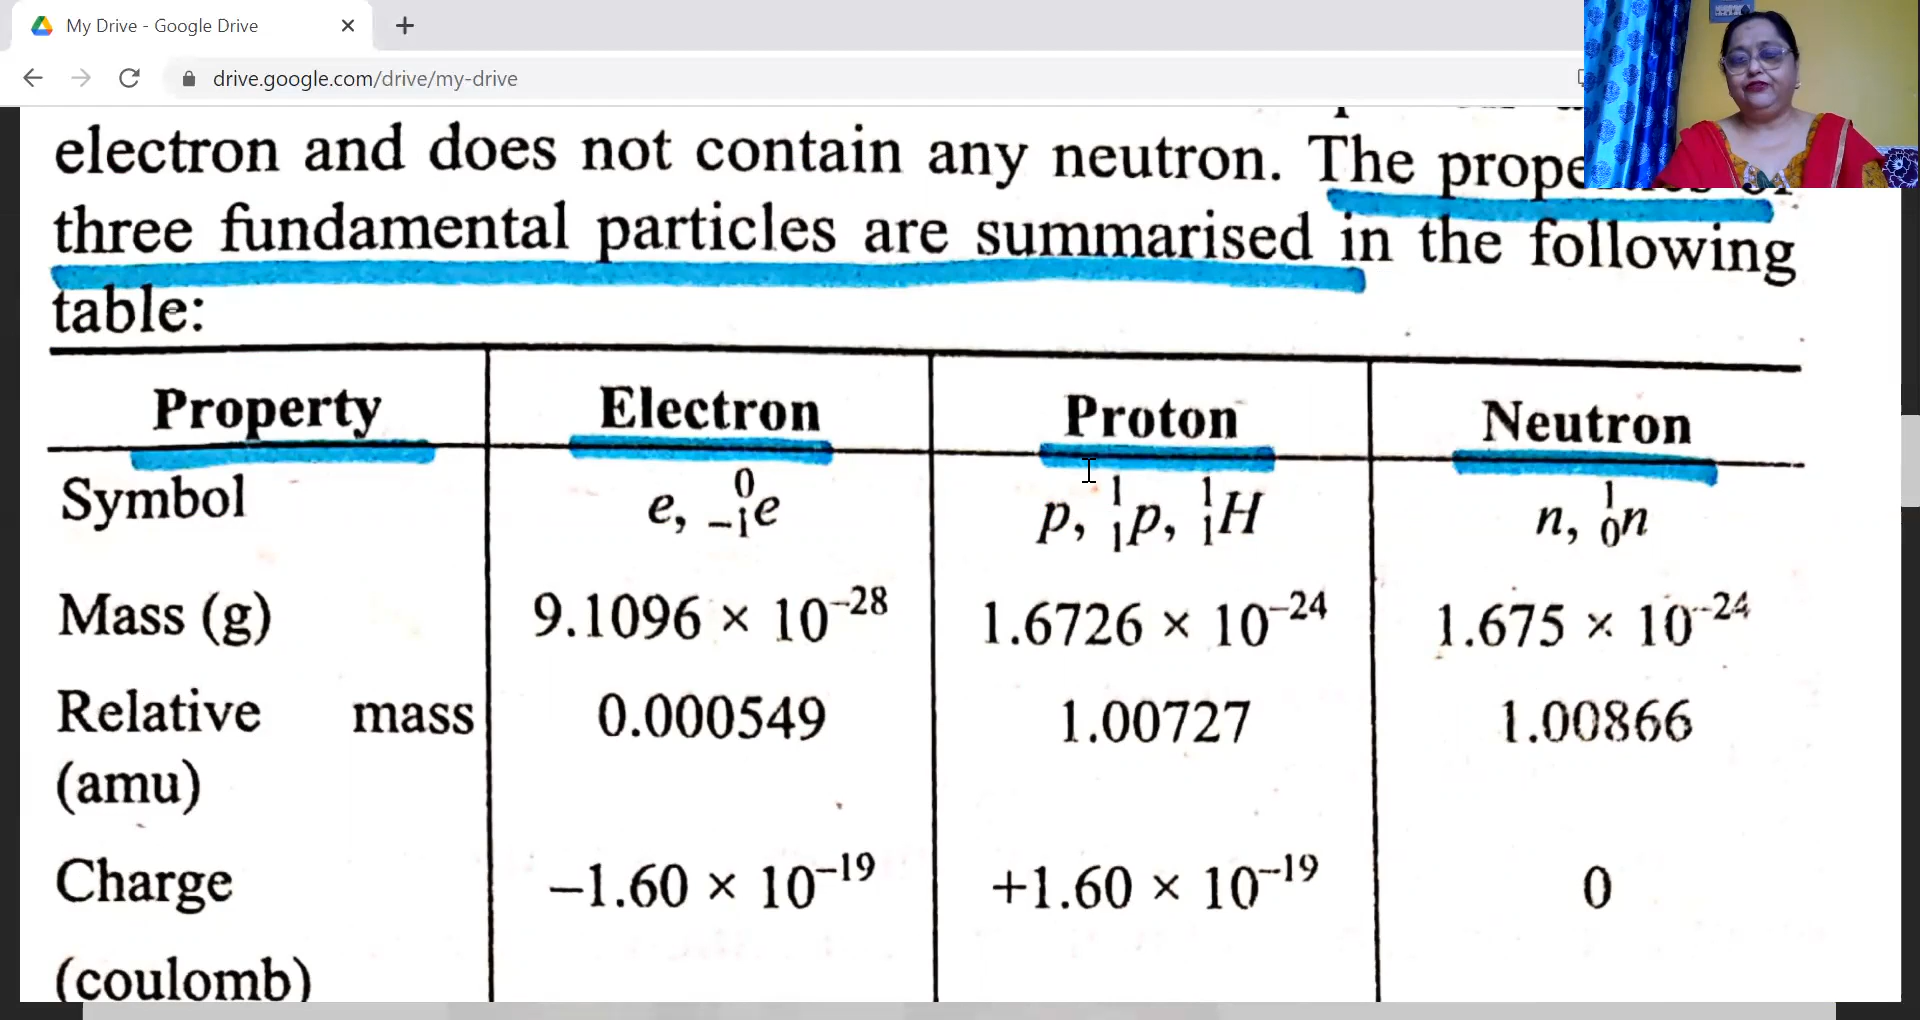 My Drive - Google Drive
drive.google.com/drive/my-drive
electron and does not contain any neutron. The
three fundamental particles are summarised in the following
table:
Property Electron Proton Neutron
Symbol e, ⁰₋₁e p, ¹₁p, ¹₁H n, ¹₀n
Mass (g) 9.1096 × 10⁻²⁸ 1.6726 × 10⁻²⁴ 1.675 × 10⁻²⁴
Relative mass 0.000549 1.00727 1.00866
(amu)
Charge –1.60 × 10⁻¹⁹ +1.60 × 10⁻¹⁹ 0
(coulomb)